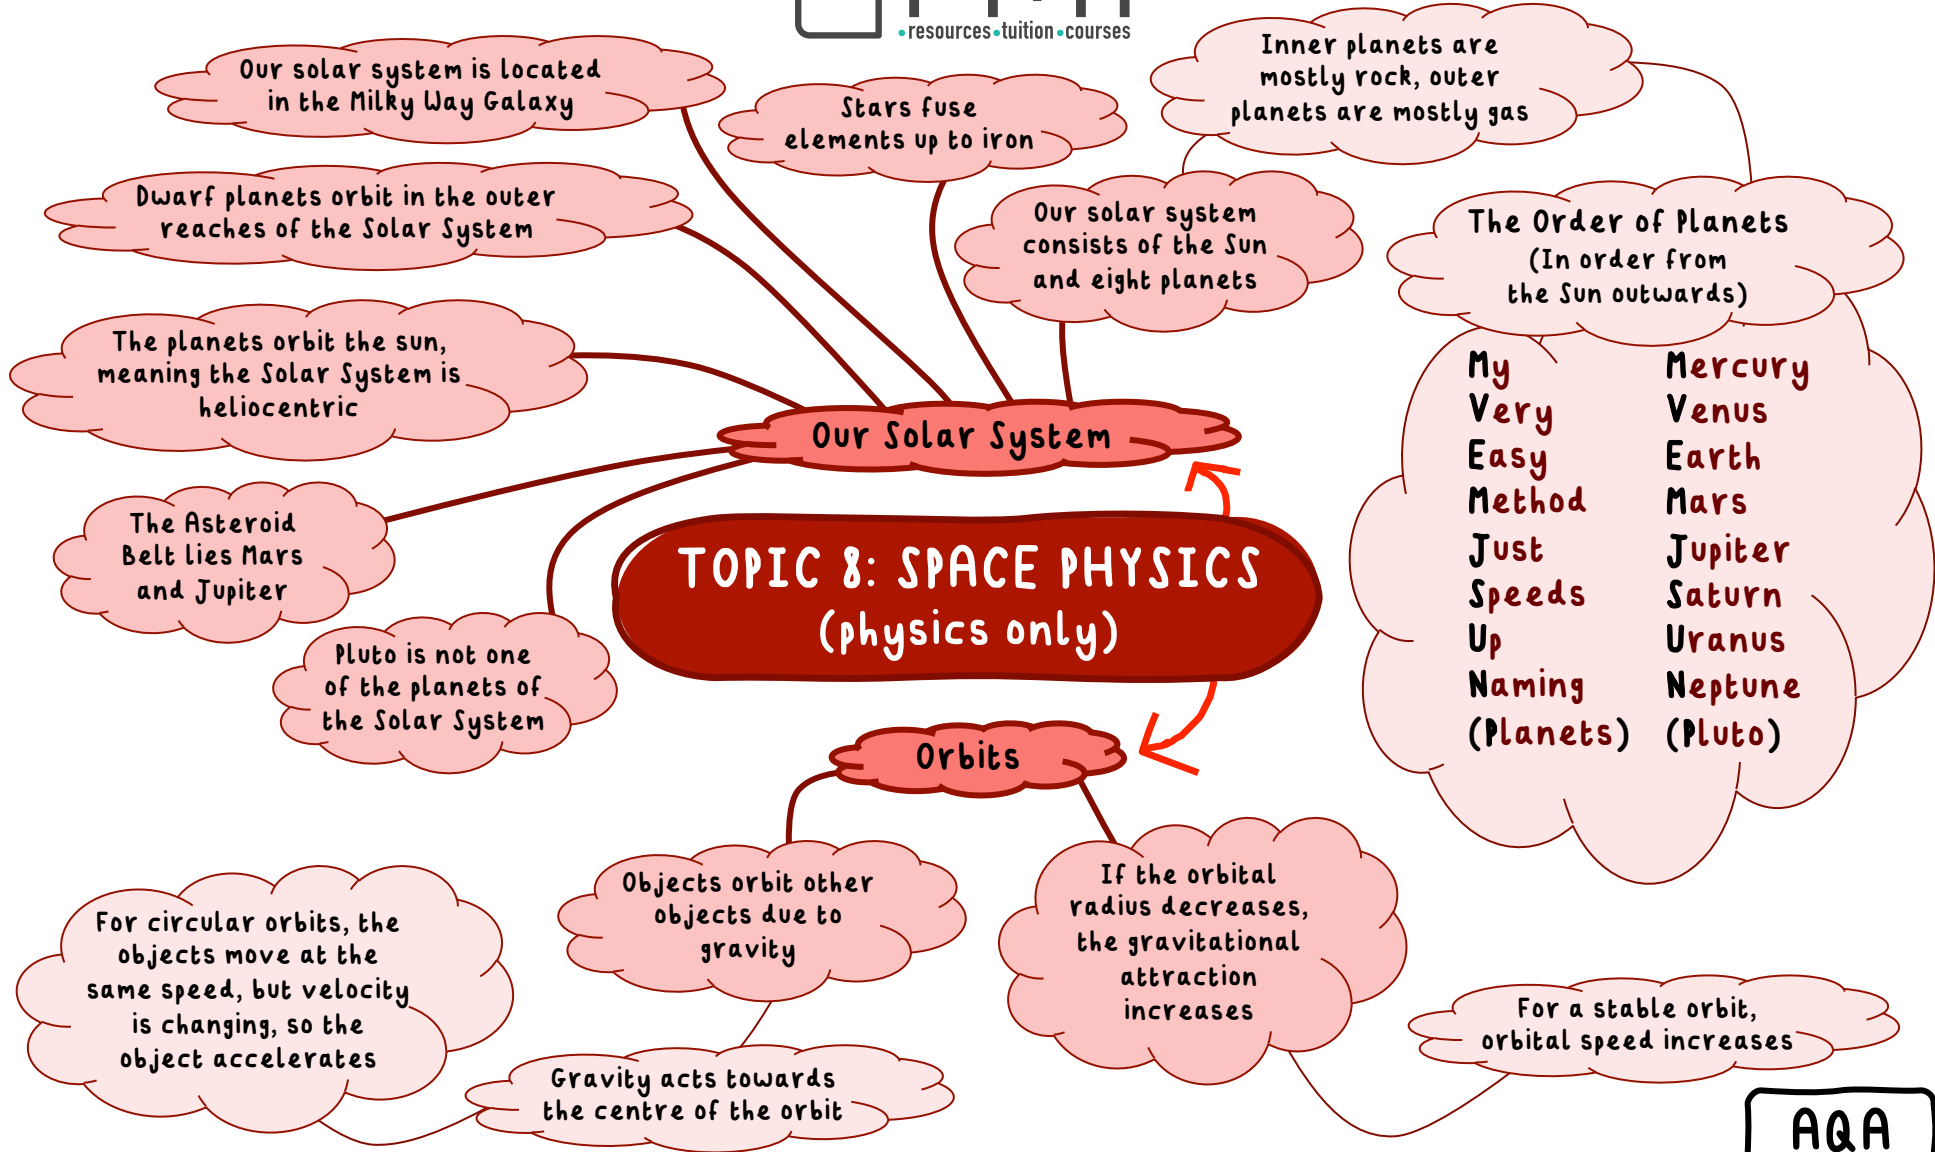 •resources•tuition•courses
Our solar system is located
in the Milky Way Galaxy
Stars fuse
elements up to iron
Inner planets are
mostly rock, outer
planets are mostly gas
Dwarf planets orbit in the outer
reaches of the Solar System
Our solar system
consists of the Sun
and eight planets
The Order of Planets
(In order from
the Sun outwards)
The planets orbit the sun,
meaning the Solar System is
heliocentric
My Mercury
Very Venus
Easy Earth
Method Mars
Just Jupiter
Speeds Saturn
Up Uranus
Naming Neptune
(Planets) (Pluto)
Our Solar System
The Asteroid
Belt lies Mars
and Jupiter
TOPIC 8: SPACE PHYSICS
(physics only)
Pluto is not one
of the planets of
the Solar System
Orbits
Objects orbit other
objects due to
gravity
If the orbital
radius decreases,
the gravitational
attraction
increases
For circular orbits, the
objects move at the
same speed, but velocity
is changing, so the
object accelerates
Gravity acts towards
the centre of the orbit
For a stable orbit,
orbital speed increases
AQA